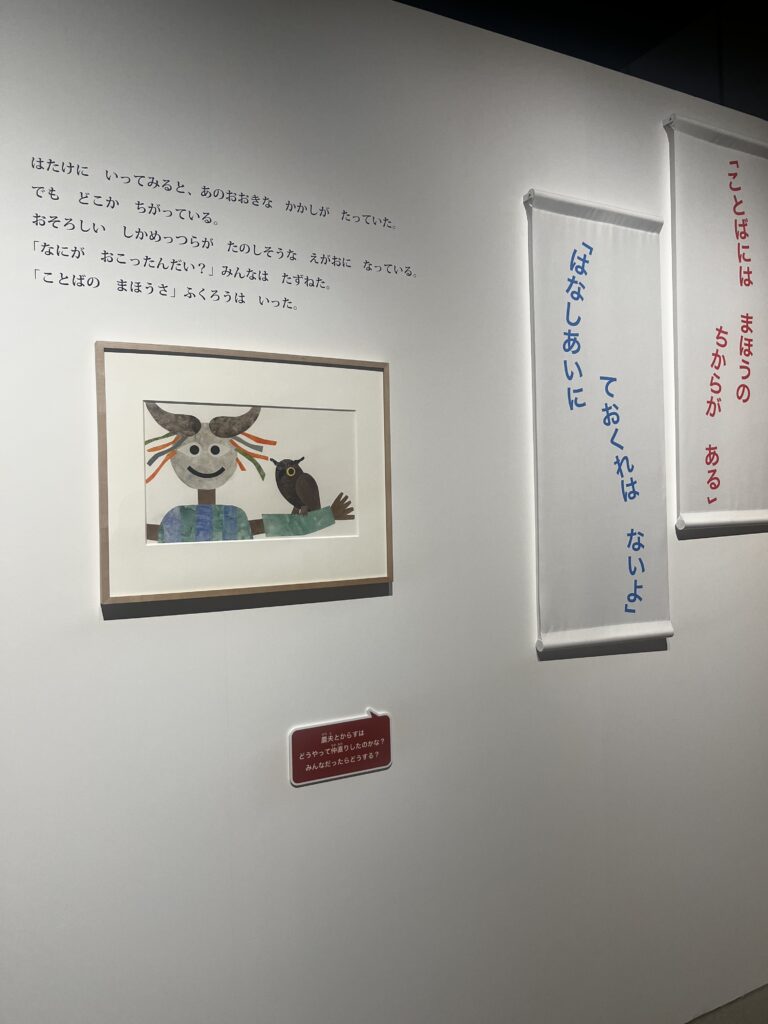 はたけに　いってみると、あのおおきな　かかしが　たっていた。
でも　どこか　ちがっている。
おそろしい　しかめっつらが　たのしそうな　えがおに　なっている。
「なにが　おこったんだい？」みんなは　たずねた。
「ことばの　まほうさ」ふくろうは　いった。
「ことばには　まほうの
ちからが　ある」
「はなしあいに
ておくれは　ないよ」
農夫とからすは
どうやって仲直りしたのかな？
みんなだったらどうする？